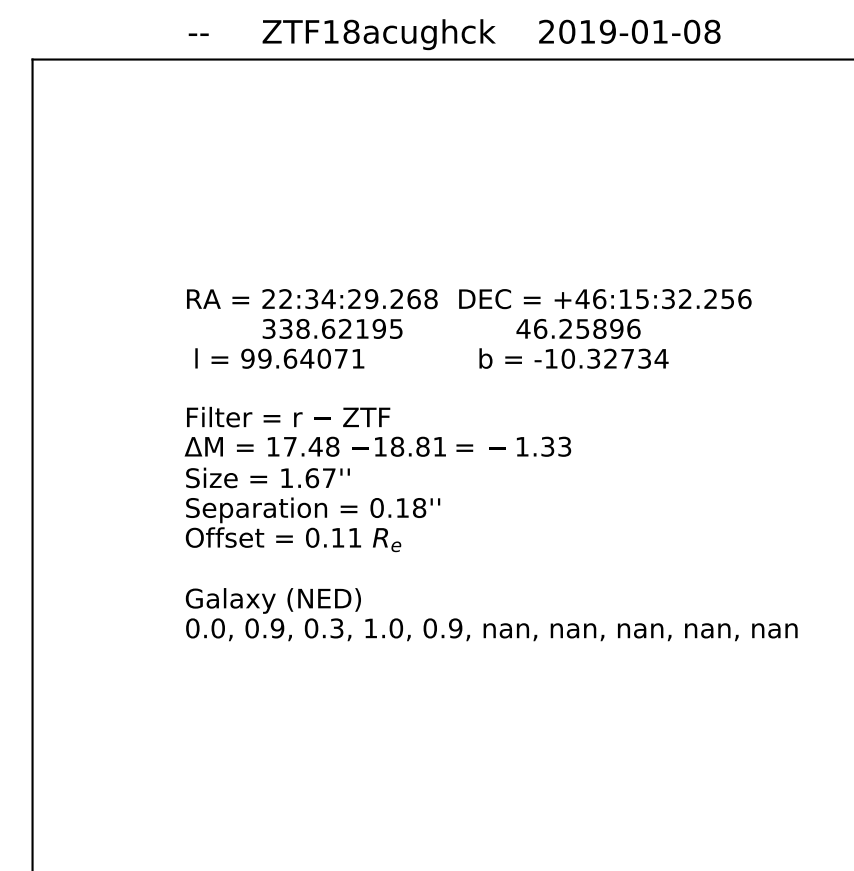 -- ZTF18acughck 2019-01-08
RA = 22:34:29.268 DEC = +46:15:32.256
338.62195 46.25896
l = 99.64071 b = -10.32734
Filter = r − ZTF
ΔM = 17.48 −18.81 = − 1.33
Size = 1.67''
Separation = 0.18''
Offset = 0.11 Rₑ
Galaxy (NED)
0.0, 0.9, 0.3, 1.0, 0.9, nan, nan, nan, nan, nan